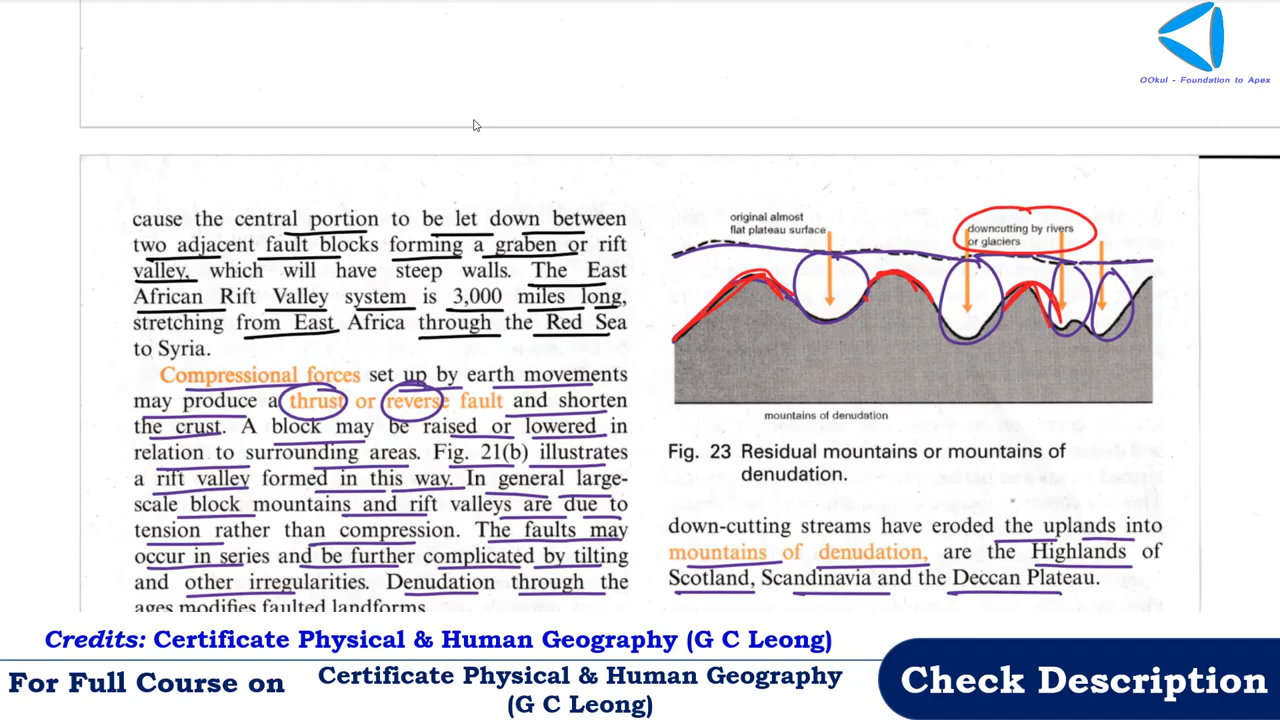 OOkul - Foundation to Apex
cause the central portion to be let down between
two adjacent fault blocks forming a graben or rift
valley, which will have steep walls. The East
African Rift Valley system is 3,000 miles long,
stretching from East Africa through the Red Sea
to Syria.
Compressional forces set up by earth movements
may produce a thrust or reverse fault and shorten
the crust. A block may be raised or lowered in
relation to surrounding areas. Fig. 21(b) illustrates
a rift valley formed in this way. In general large-
scale block mountains and rift valleys are due to
tension rather than compression. The faults may
occur in series and be further complicated by tilting
and other irregularities. Denudation through the
ages modifies faulted landforms.
original almost
flat plateau surface
downcutting by rivers
or glaciers
mountains of denudation
Fig. 23 Residual mountains or mountains of
denudation.
down-cutting streams have eroded the uplands into
mountains of denudation, are the Highlands of
Scotland, Scandinavia and the Deccan Plateau.
Credits: Certificate Physical & Human Geography (G C Leong)
For Full Course on
Certificate Physical & Human Geography
(G C Leong)
Check Description